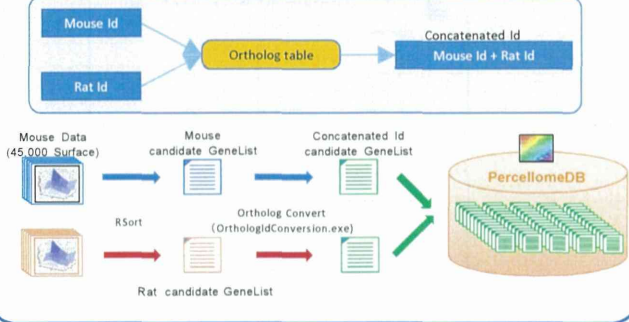 Mouse Id
Rat Id
Ortholog table
Concatenated Id
Mouse Id + Rat Id
Mouse Data
(45,000 Surface)
Mouse
candidate GeneList
Concatenated Id
candidate GeneList
PercellomeDB
RSort
Ortholog Convert
(OrthologIdConversion.exe)
Rat candidate GeneList